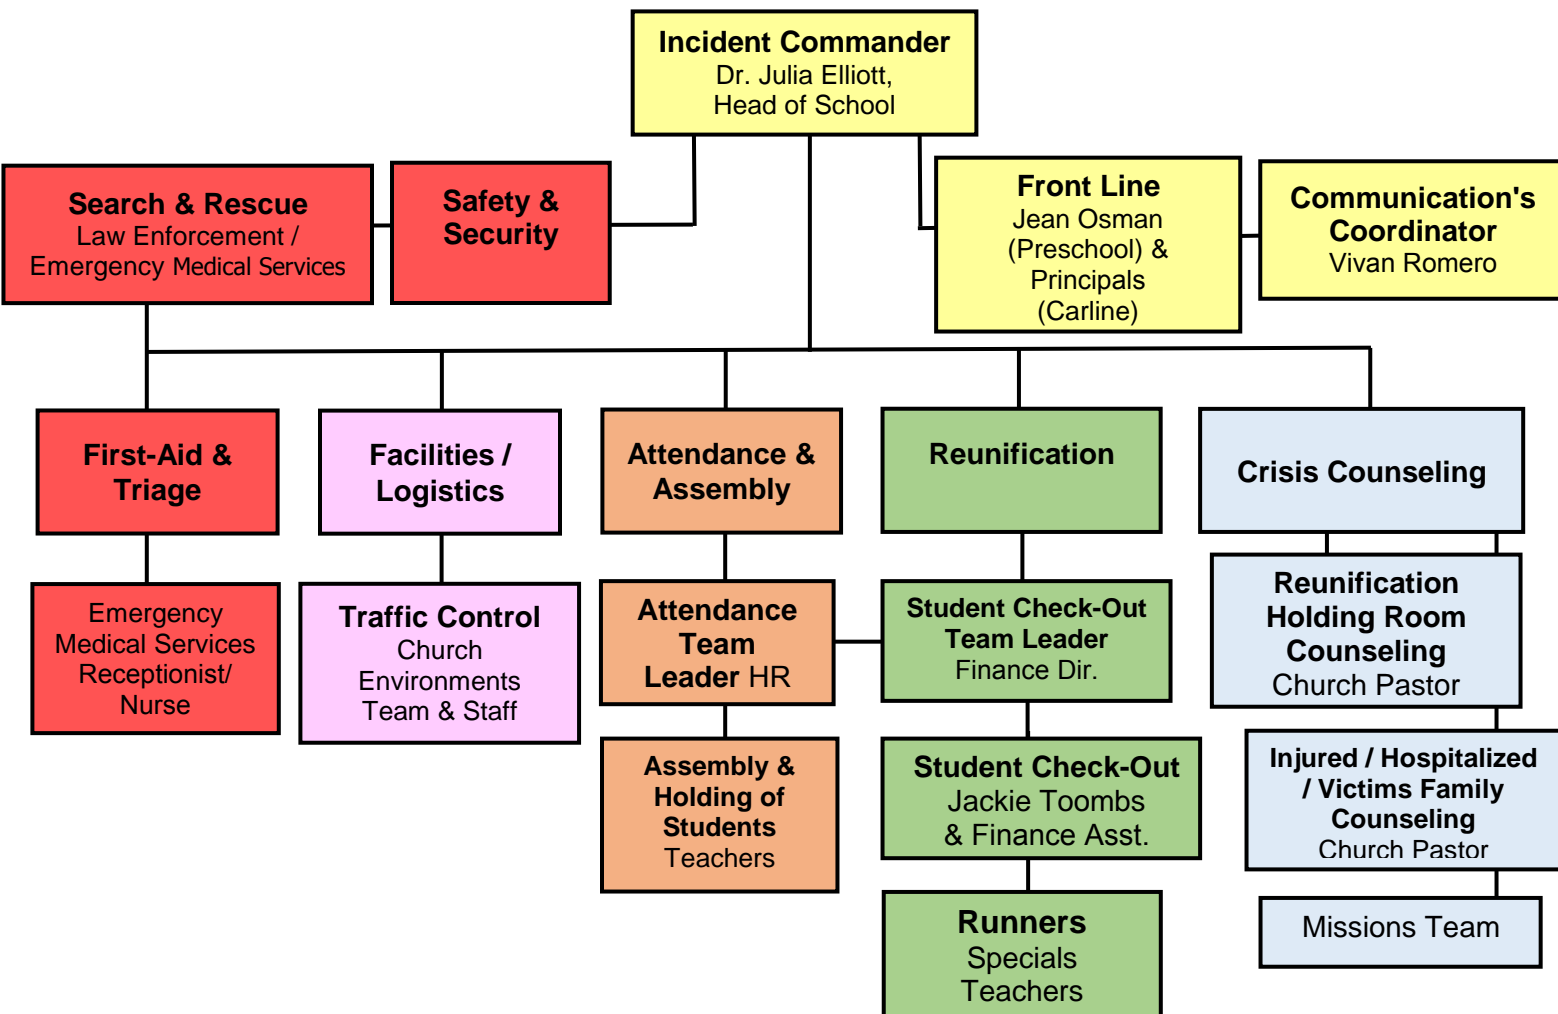 Incident Commander
Dr. Julia Elliott,
Head of School
Search & Rescue
Law Enforcement /
Emergency Medical Services
Safety &
Security
Front Line
Jean Osman
(Preschool) &
Principals
(Carline)
Communication's
Coordinator
Vivan Romero
First-Aid &
Triage
Facilities /
Logistics
Attendance &
Assembly
Reunification
Crisis Counseling
Emergency
Medical Services
Receptionist/
Nurse
Traffic Control
Church
Environments
Team & Staff
Attendance
Team
Leader HR
Student Check-Out
Team Leader
Finance Dir.
Reunification
Holding Room
Counseling
Church Pastor
Assembly &
Holding of
Students
Teachers
Student Check-Out
Jackie Toombs
& Finance Asst.
Injured / Hospitalized
/ Victims Family
Counseling
Church Pastor
Runners
Specials
Teachers
Missions Team